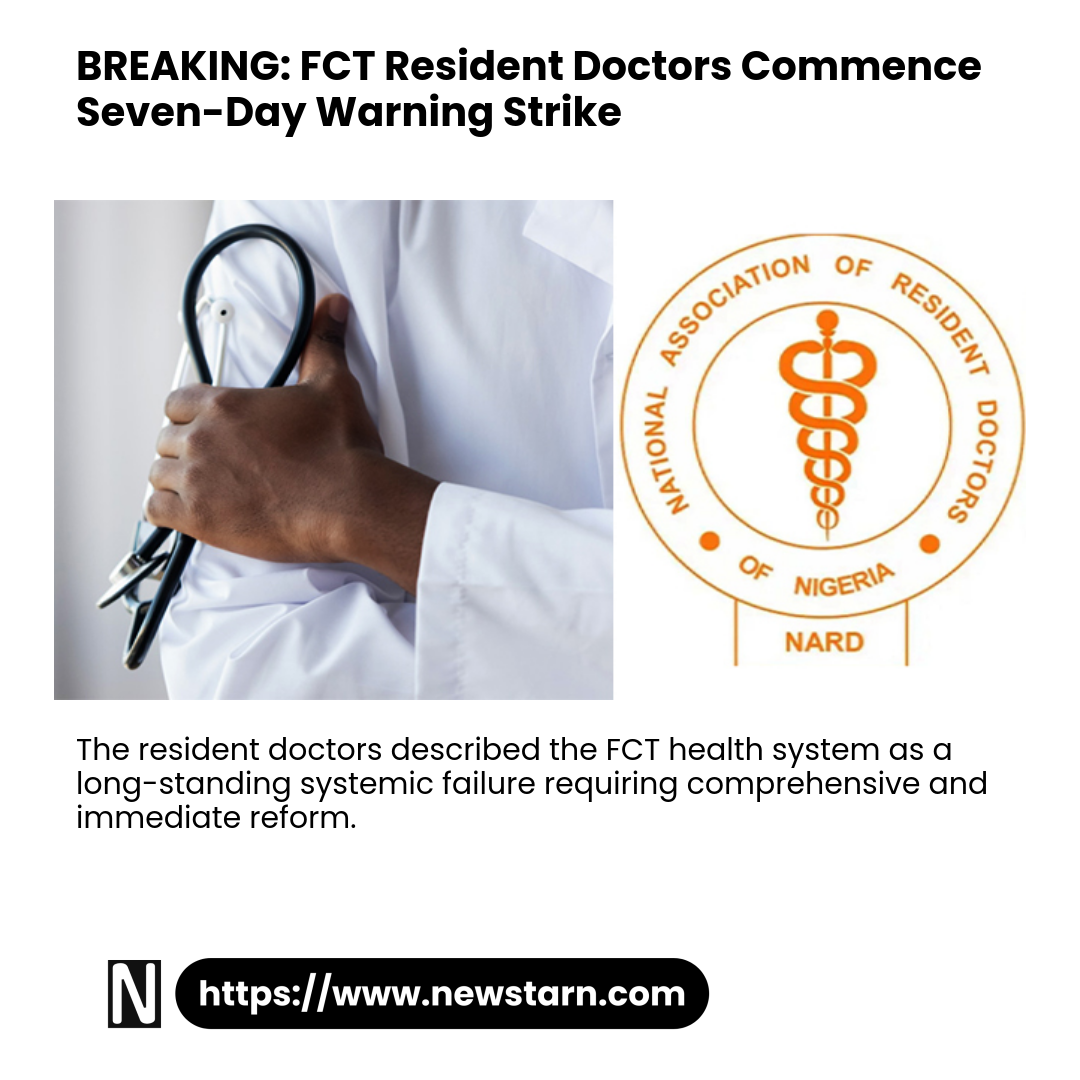 BREAKING: FCT Resident Doctors Commence
Seven-Day Warning Strike
NATIONAL ASSOCIATION OF RESIDENT DOCTORS
OF NIGERIA
NARD
The resident doctors described the FCT health system as a
long-standing systemic failure requiring comprehensive and
immediate reform.
N
https://www.newstarn.com